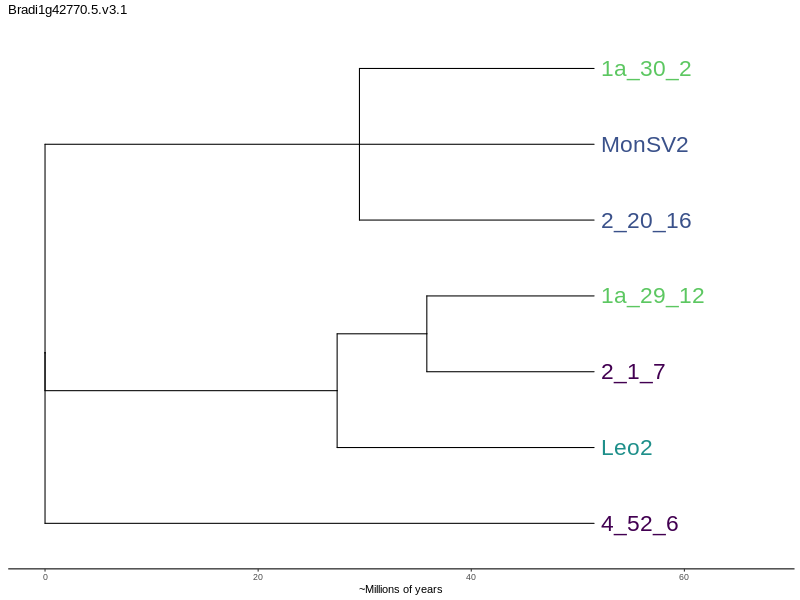 Bradi1g42770.5.v3.1
1a_30_2
MonSV2
2_20_16
1a_29_12
2_1_7
Leo2
4_52_6
0 20 40 60
~Millions of years